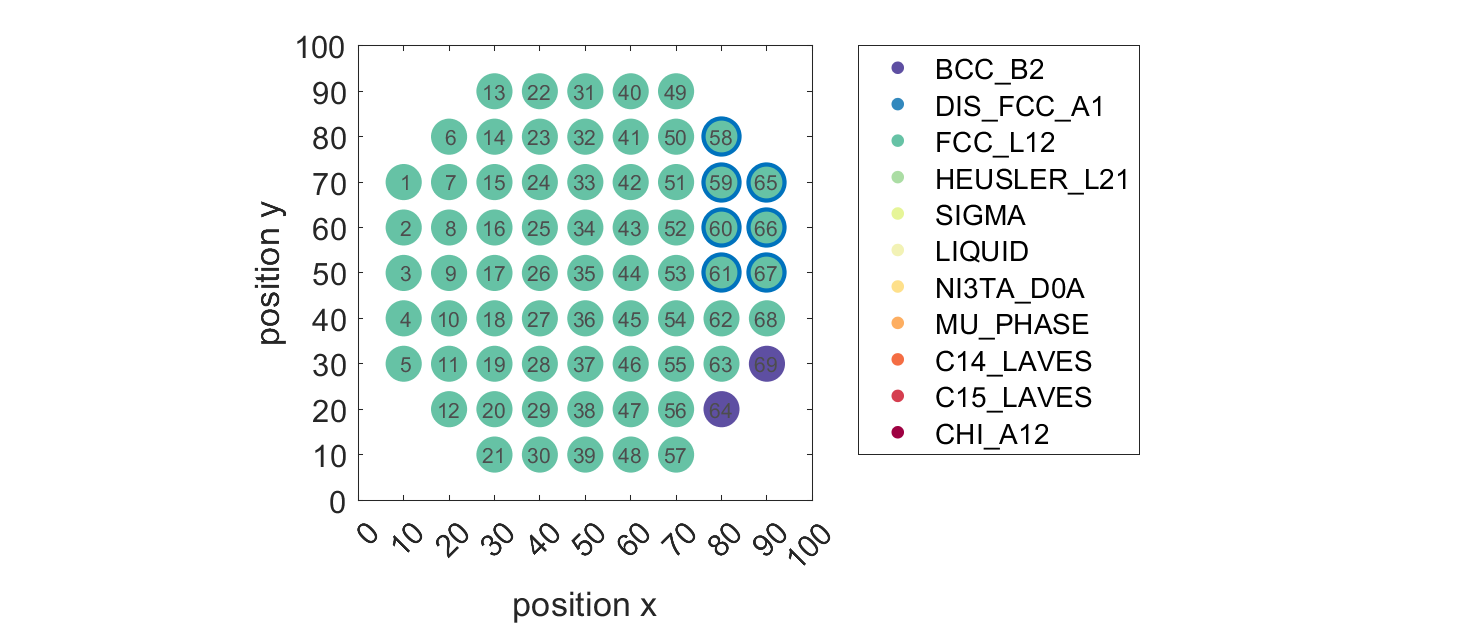 100
90
80
70
60
50
40
30
20
10
0
position y
13 22 31 40 49
6 14 23 32 41 50 58
1 7 15 24 33 42 51 59 65
2 8 16 25 34 43 52 60 66
3 9 17 26 35 44 53 61 67
4 10 18 27 36 45 54 62 68
5 11 19 28 37 46 55 63 69
12 20 29 38 47 56 64
21 30 39 48 57
0 10 20 30 40 50 60 70 80 90 100
position x
BCC_B2
DIS_FCC_A1
FCC_L12
HEUSLER_L21
SIGMA
LIQUID
NI3TA_D0A
MU_PHASE
C14_LAVES
C15_LAVES
CHI_A12